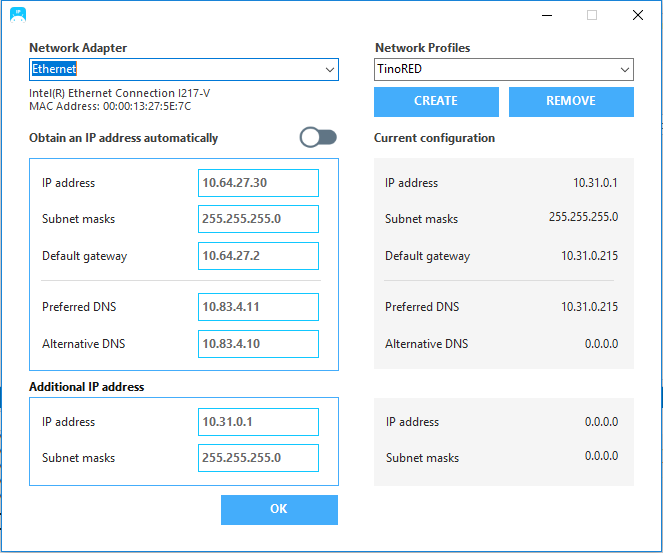 IP
Network Adapter
Ethernet
Intel(R) Ethernet Connection I217-V
MAC Address: 00:00:13:27:5E:7C
Obtain an IP address automatically
IP address 10.64.27.30
Subnet masks 255.255.255.0
Default gateway 10.64.27.2
Preferred DNS 10.83.4.11
Alternative DNS 10.83.4.10
Additional IP address
IP address 10.31.0.1
Subnet masks 255.255.255.0
OK
Network Profiles
TinoRED
CREATE REMOVE
Current configuration
IP address 10.31.0.1
Subnet masks 255.255.255.0
Default gateway 10.31.0.215
Preferred DNS 10.31.0.215
Alternative DNS 0.0.0.0
IP address 0.0.0.0
Subnet masks 0.0.0.0